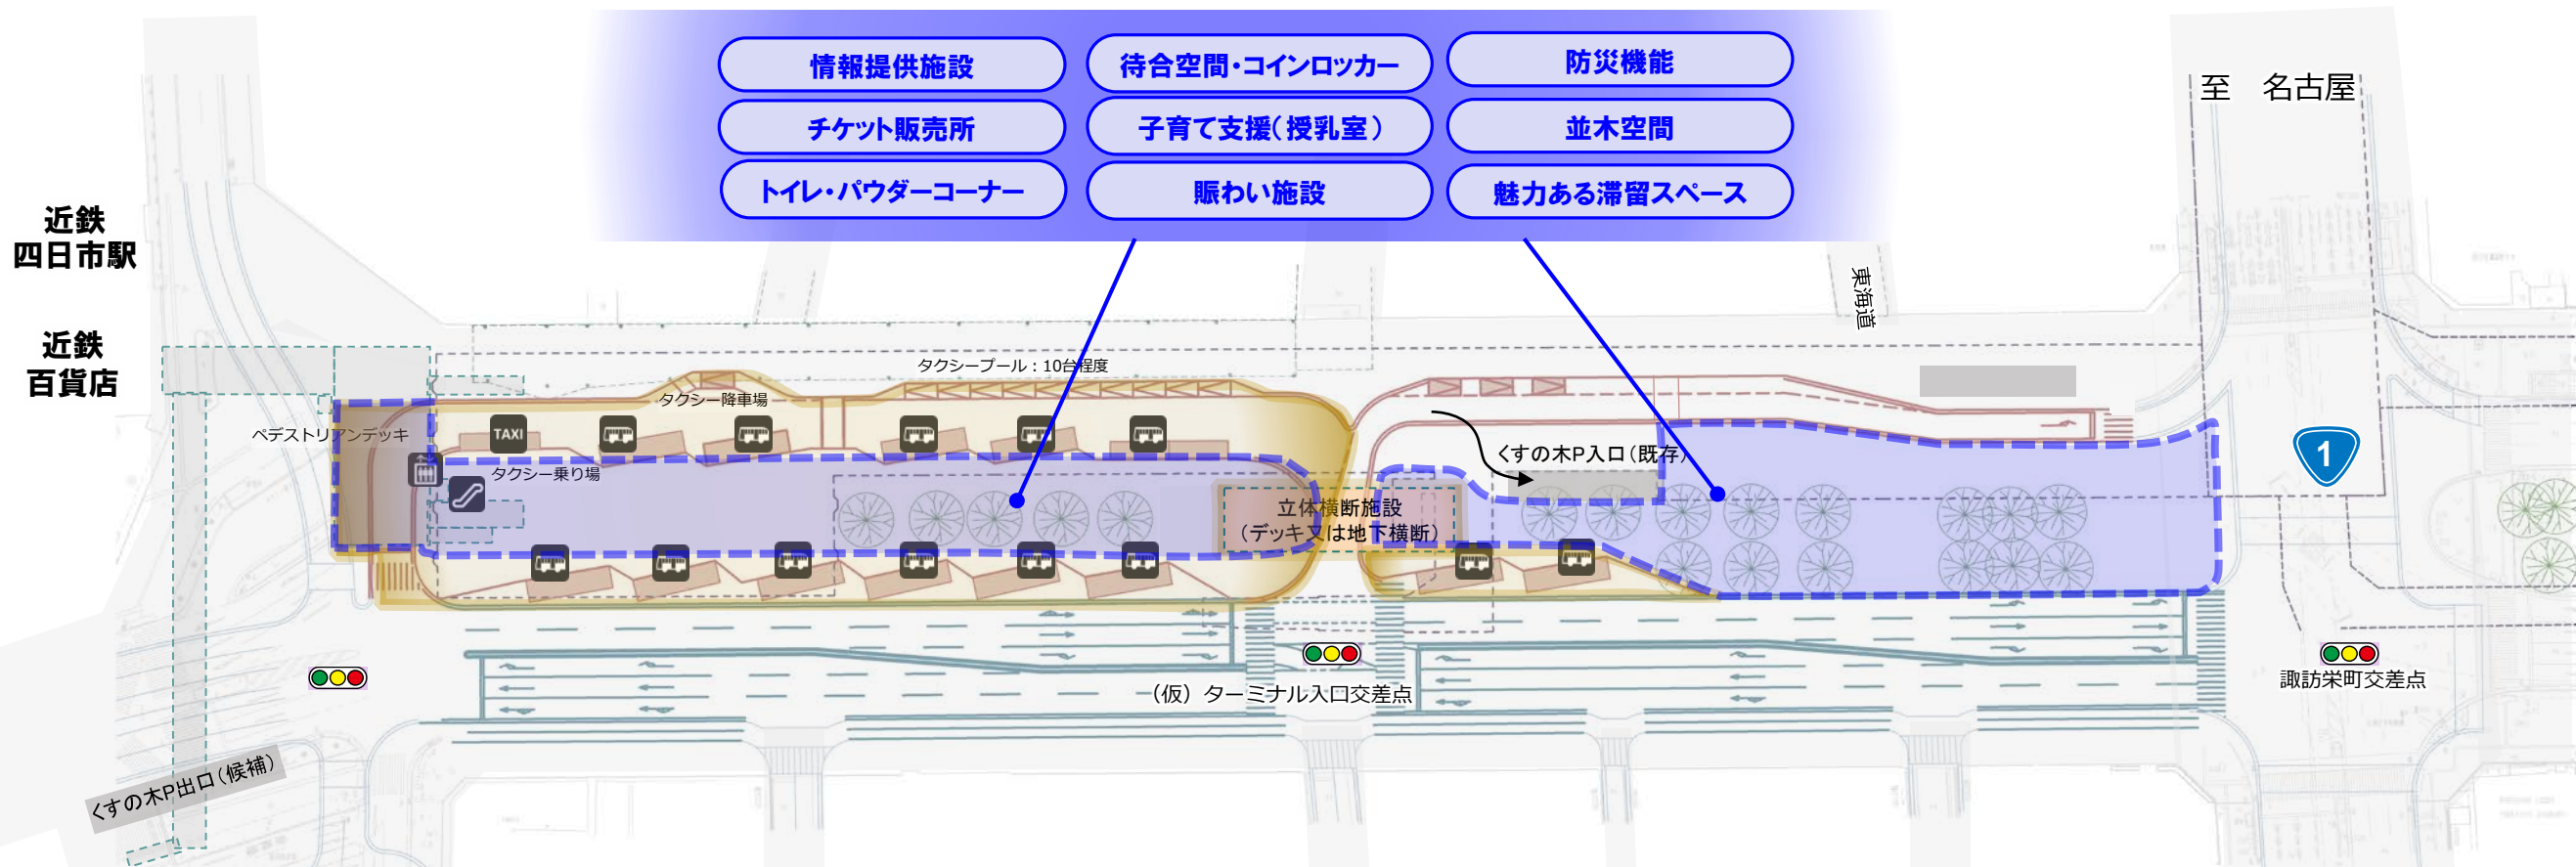 情報提供施設
待合空間・コインロッカー
防災機能
チケット販売所
子育て支援（授乳室）
並木空間
トイレ・パウダーコーナー
賑わい施設
魅力ある滞留スペース
至　名古屋
近鉄
四日市駅
近鉄
百貨店
東海道
タクシープール：10台程度
タクシー降車場
ペデストリアンデッキ
TAXI
タクシー乗り場
くすの木P入口（既存）
1
立体横断施設
（デッキ又は地下横断）
（仮）ターミナル入口交差点
諏訪栄町交差点
くすの木P出口（候補）